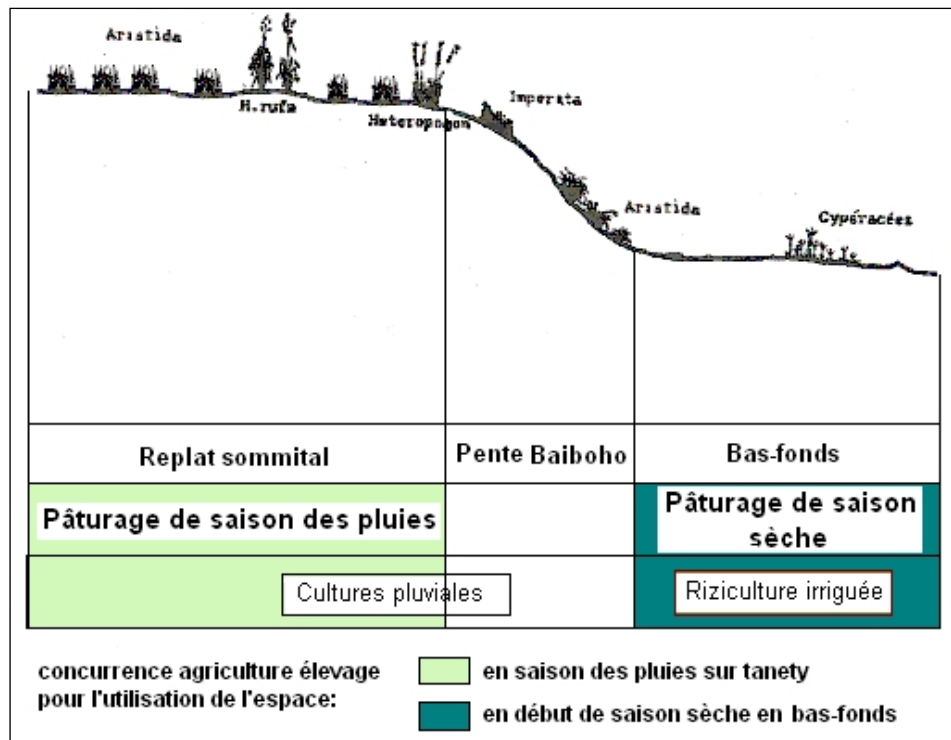 Aristida
H.rufa
Heteropogon
Imperata
Aristida
Cypéracées
Replat sommital
Pente Baiboho
Bas-fonds
Pâturage de saison des pluies
Pâturage de saison
sèche
Cultures pluviales
Riziculture irriguée
concurrence agriculture élevage
pour l'utilisation de l'espace:
en saison des pluies sur tanety
en début de saison sèche en bas-fonds